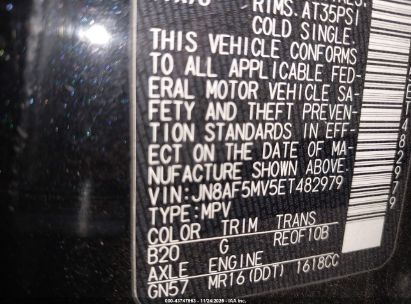 RIMS. AT35PSI
COLD SINGLE.
THIS VEHICLE CONFORMS
TO ALL APPLICABLE FED-
ERAL MOTOR VEHICLE SA-
FETY AND THEFT PREVEN-
TION STANDARDS IN EFF-
ECT ON THE DATE OF MA-
NUFACTURE SHOWN ABOVE.
VIN: JN8AF5MV5ET482979
TYPE: MPV
COLOR TRIM TRANS
B20 G RE0F10B
AXLE ENGINE
GN57 MR16(DDT) 1618CC